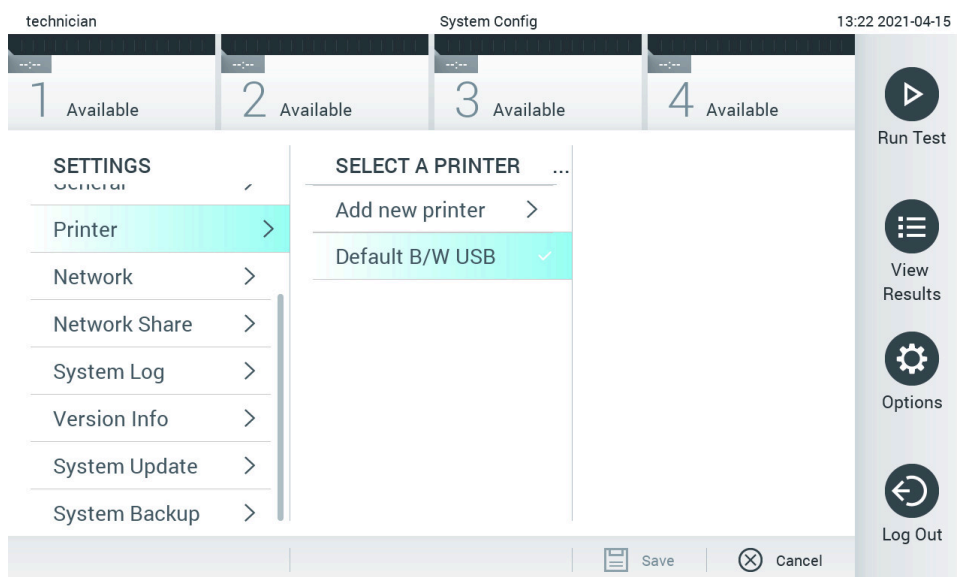 technician
System Config
13:22 2021-04-15
--:--
--:--
--:--
--:--
1 Available
2 Available
3 Available
4 Available
SETTINGS
General
Printer
Network
Network Share
System Log
Version Info
System Update
System Backup
SELECT A PRINTER ...
Add new printer
Default B/W USB
Run Test
View
Results
Options
Log Out
Save
Cancel